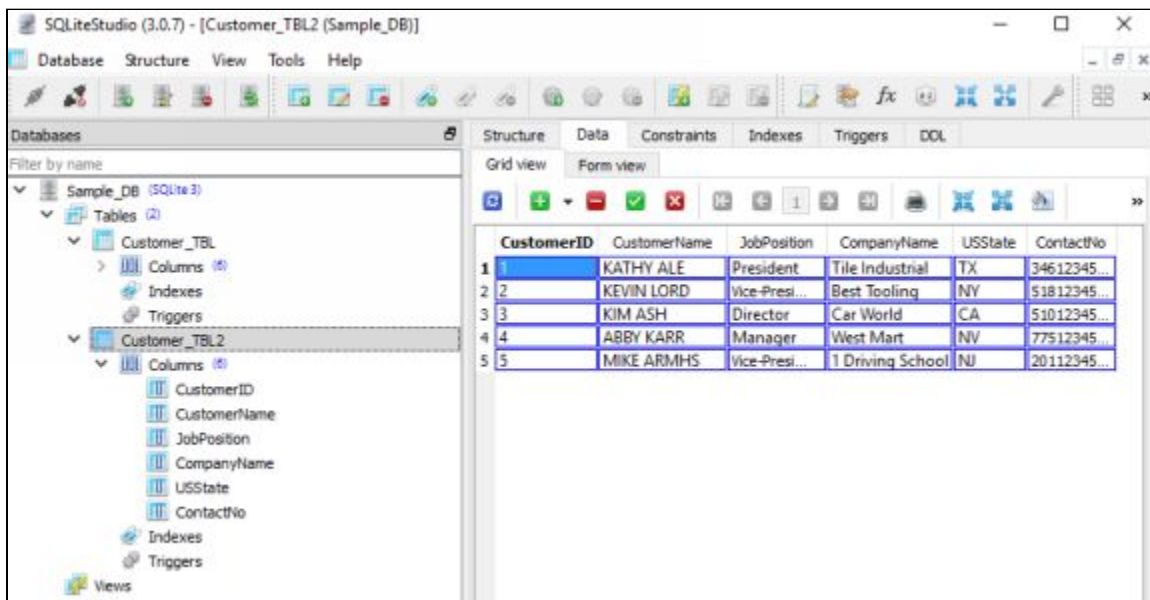 SQLiteStudio (3.0.7) - [Customer_TBL2 (Sample_DB)]
Database Structure View Tools Help
Databases
Filter by name
Sample_DB (SQLite 3)
Tables (2)
Customer_TBL
Columns (6)
Indexes
Triggers
Customer_TBL2
Columns (6)
CustomerID
CustomerName
JobPosition
CompanyName
USState
ContactNo
Indexes
Triggers
Views
Structure Data Constraints Indexes Triggers DDL
Grid view Form view
1
CustomerID CustomerName JobPosition CompanyName USState ContactNo
1 1 KATHY ALE President Tile Industrial TX 34612345...
2 2 KEVIN LORD Vice-Presi... Best Tooling NY 51812345...
3 3 KIM ASH Director Car World CA 51012345...
4 4 ABBY KARR Manager West Mart NV 77512345...
5 5 MIKE ARMHS Vice-Presi... 1 Driving School NJ 20112345...